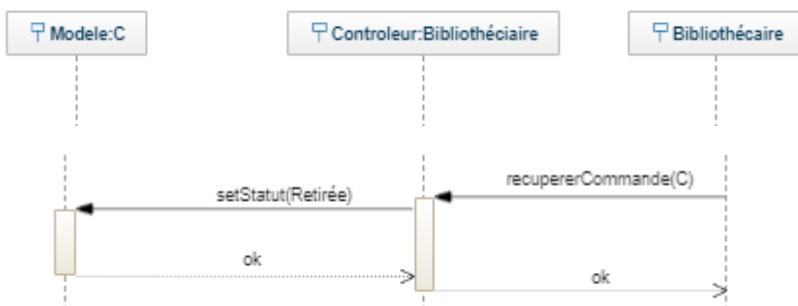 Modele:C
Controleur:Bibliothéciaire
Bibliothécaire
recupererCommande(C)
setStatut(Retirée)
ok
ok